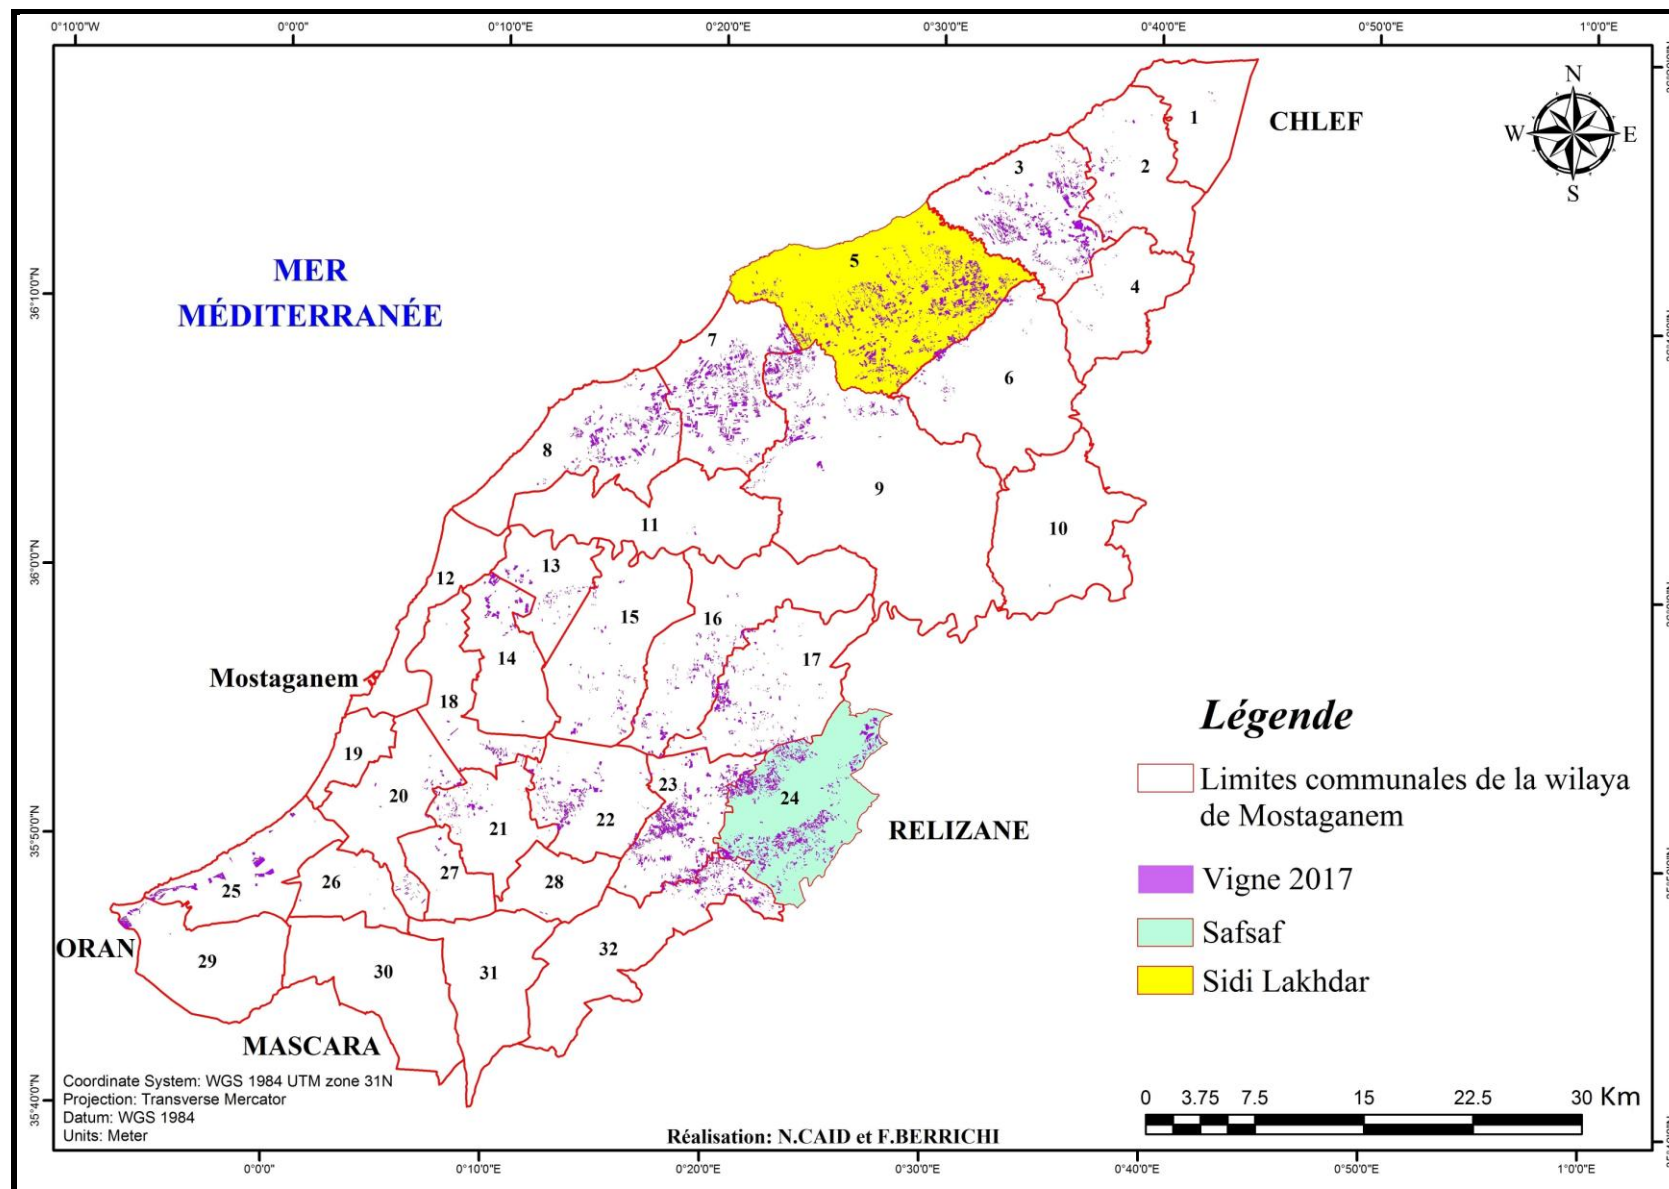 0°10'0"W 0°0'0" 0°10'0"E 0°20'0"E 0°30'0"E 0°40'0"E 0°50'0"E 1°0'0"E
N
W E
S
CHLEF
1
2
3
4
5
MER
MÉDITERRANÉE
36°10'0"N
6
7
8
9
10
11
36°0'0"N
12
13
14
15
16
17
Mostaganem
18
19
20
21
22
23
24
35°50'0"N
RELIZANE
25
26
27
28
ORAN
29
30
31
32
MASCARA
35°40'0"N
Légende
Limites communales de la wilaya
de Mostaganem
Vigne 2017
Safsaf
Sidi Lakhdar
Coordinate System: WGS 1984 UTM zone 31N
Projection: Transverse Mercator
Datum: WGS 1984
Units: Meter
Réalisation: N.CAID et F.BERRICHI
0 3.75 7.5 15 22.5 30 Km
0°0'0" 0°10'0"E 0°20'0"E 0°30'0"E 0°40'0"E 0°50'0"E 1°0'0"E